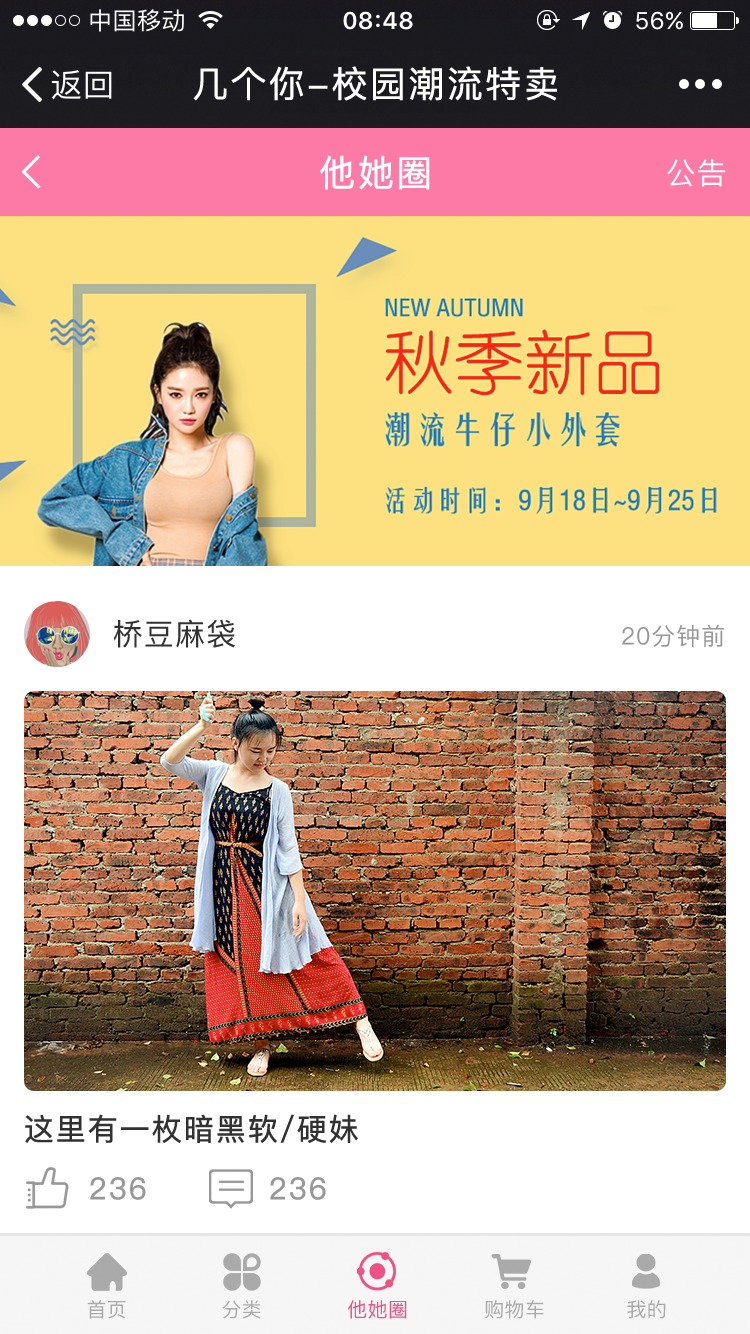 中国移动 08:48 56%
返回 几个你-校园潮流特卖
他她圈 公告
NEW AUTUMN
秋季新品
潮流牛仔小外套
活动时间：9月18日~9月25日
桥豆麻袋 20分钟前
这里有一枚暗黑软/硬妹
236 236
首页 分类 他她圈 购物车 我的